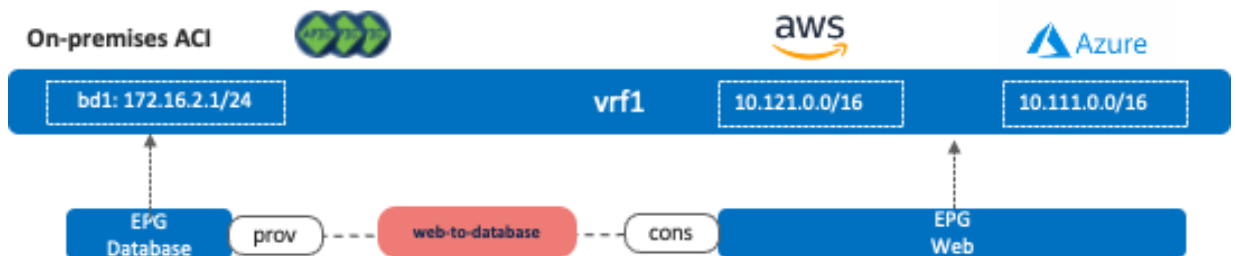 On-premises ACI
aws
Azure
bd1: 172.16.2.1/24
vrf1
10.121.0.0/16
10.111.0.0/16
EPG
Database
prov
web-to-database
cons
EPG
Web